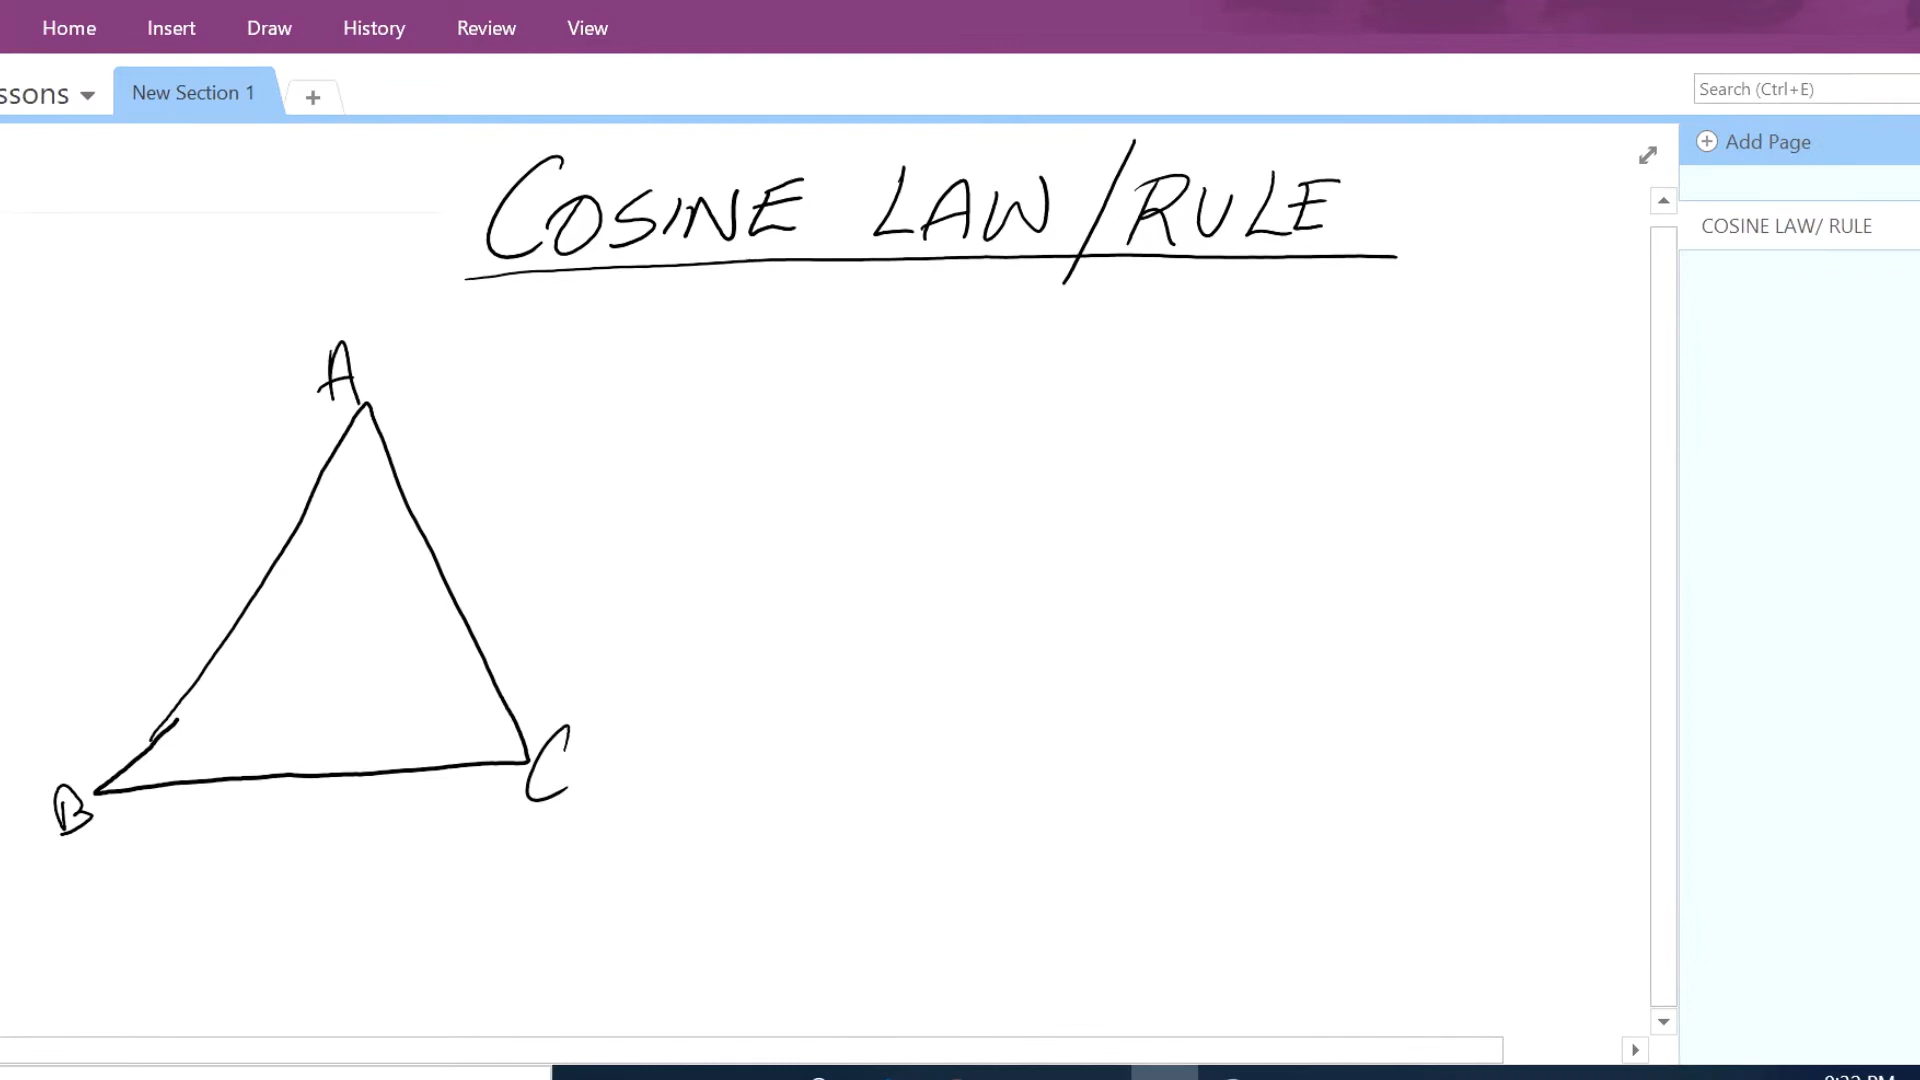 Home Insert Draw History Review View
ssons New Section 1 +
Search (Ctrl+E)
Add Page
COSINE LAW/RULE
COSINE LAW/ RULE
A
B
C